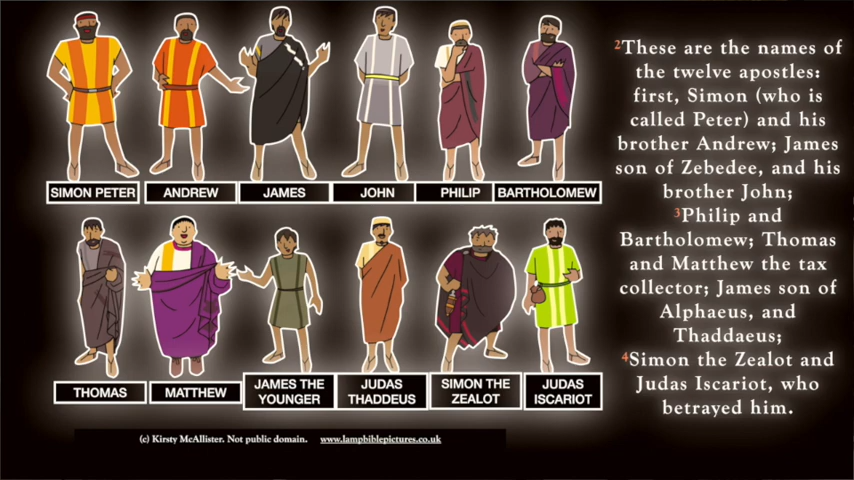 SIMON PETER
ANDREW
JAMES
JOHN
PHILIP
BARTHOLOMEW
THOMAS
MATTHEW
JAMES THE
YOUNGER
JUDAS
THADDEUS
SIMON THE
ZEALOT
JUDAS
ISCARIOT
(c) Kirsty McAllister. Not public domain. www.lampbiblepictures.co.uk
2These are the names of
the twelve apostles:
first, Simon (who is
called Peter) and his
brother Andrew; James
son of Zebedee, and his
brother John;
3Philip and
Bartholomew; Thomas
and Matthew the tax
collector; James son of
Alphaeus, and
Thaddaeus;
4Simon the Zealot and
Judas Iscariot, who
betrayed him.